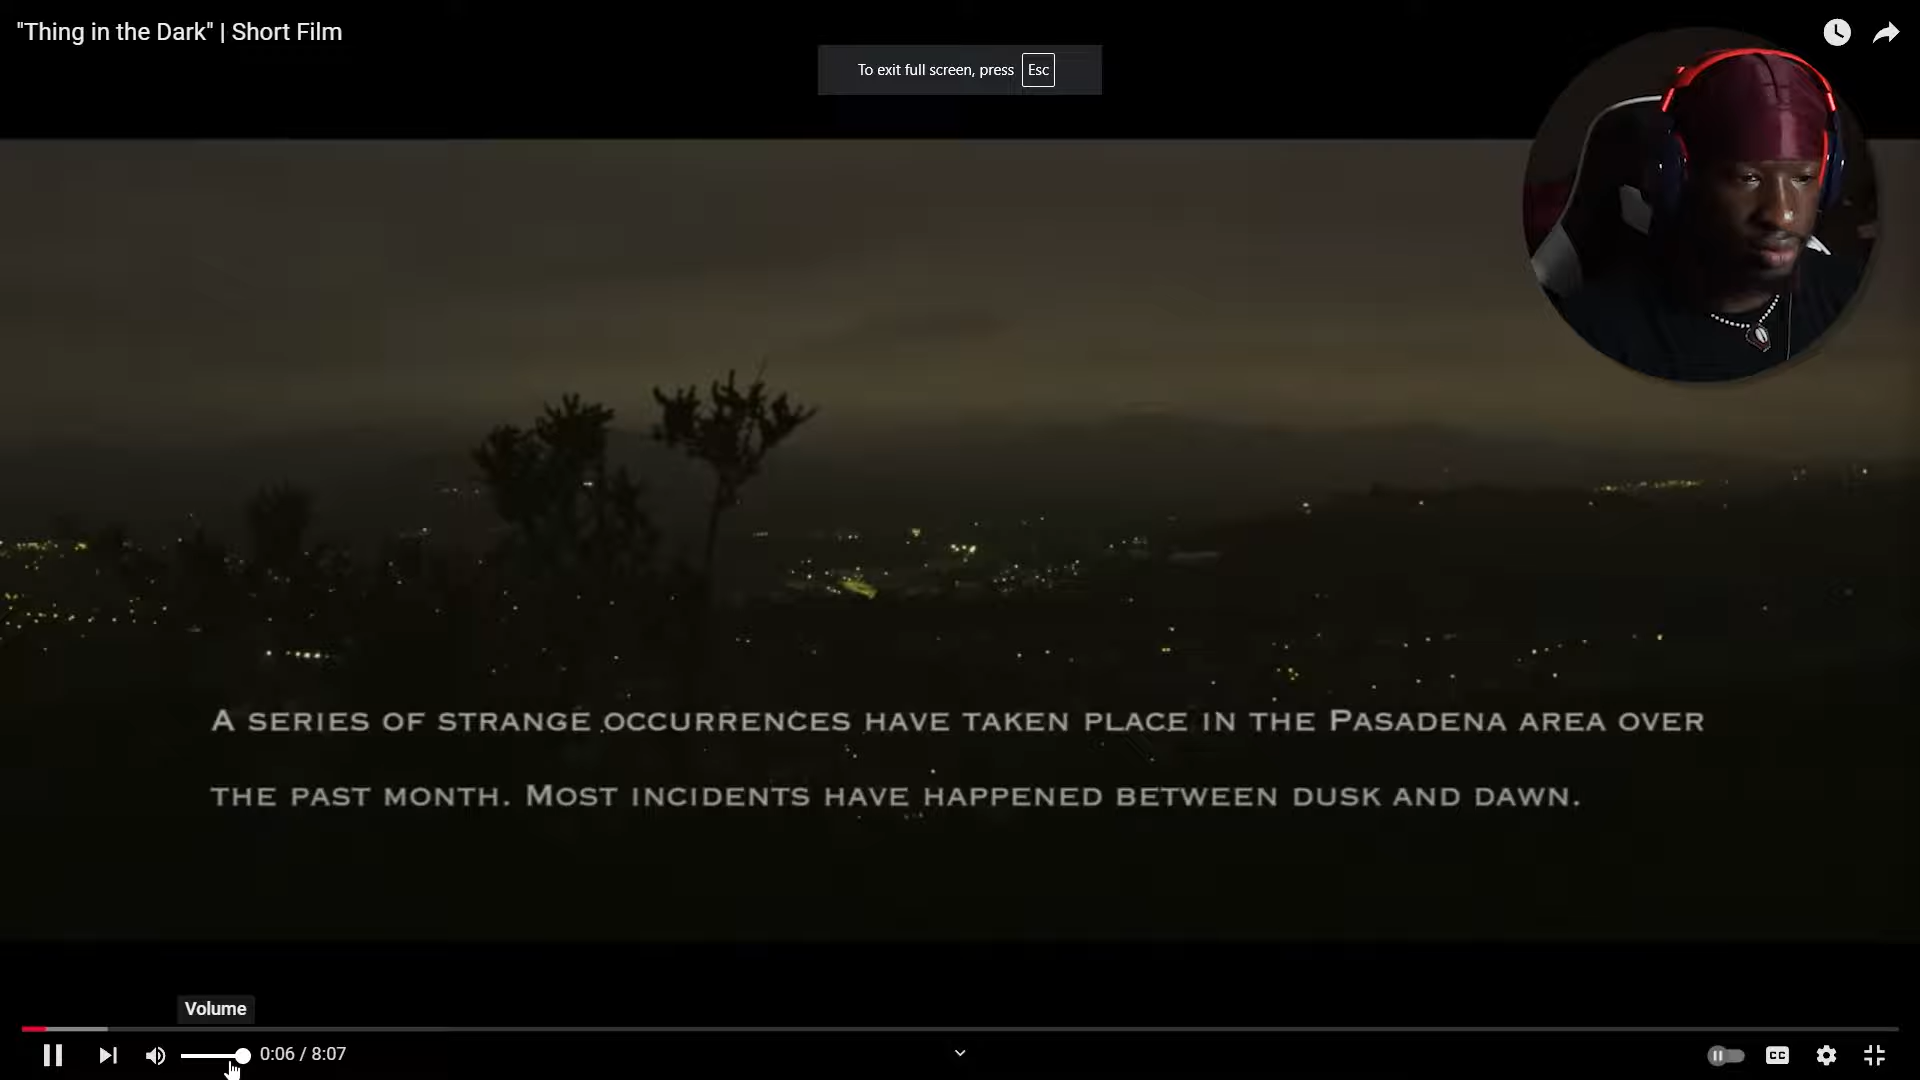 "Thing in the Dark" | Short Film
To exit full screen, press Esc
A SERIES OF STRANGE OCCURRENCES HAVE TAKEN PLACE IN THE PASADENA AREA OVER
THE PAST MONTH. MOST INCIDENTS HAVE HAPPENED BETWEEN DUSK AND DAWN.
Volume
0:06 / 8:07
CC